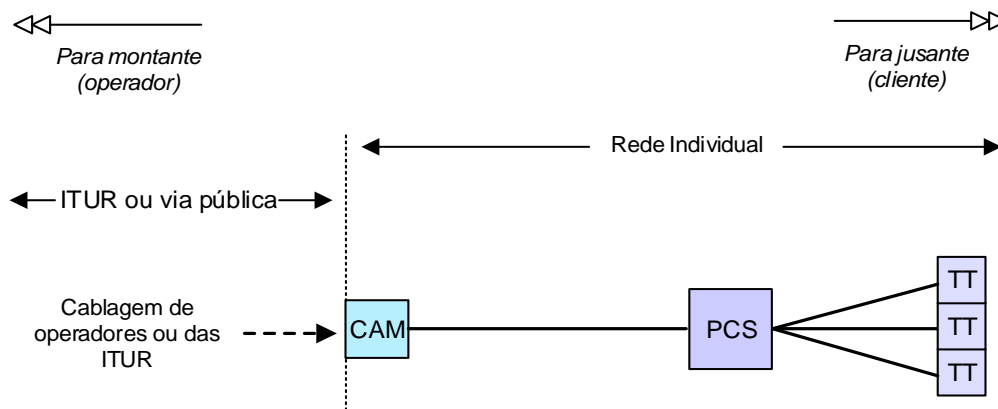 Para montante
(operador)
Para jusante
(cliente)
Rede Individual
ITUR ou via pública
Cablagem de
operadores ou das
ITUR
CAM
PCS
TT
TT
TT